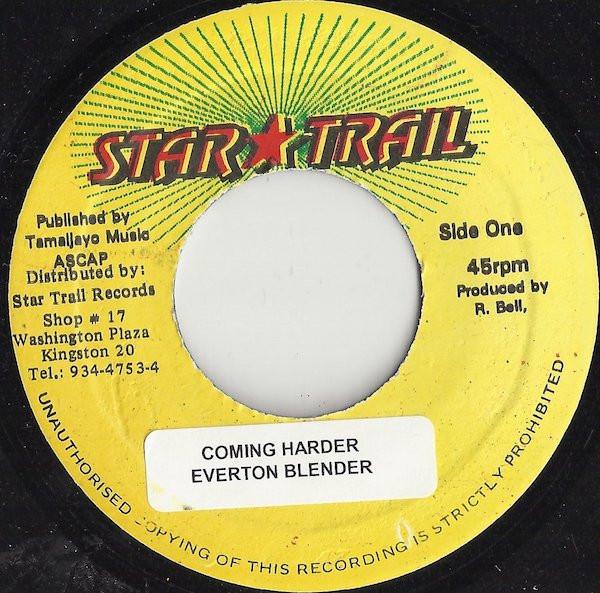 STAR TRAIL
Published by
Tamaijayo Music
ASCAP
Distributed by:
Star Trail Records
Shop # 17
Washington Plaza
Kingston 20
Tel.: 934-4753-4
Side One
45rpm
Produced by
R. Bell,
COMING HARDER
EVERTON BLENDER
UNAUTHORISED COPYING OF THIS RECORDING IS STRICTLY PROHIBITED